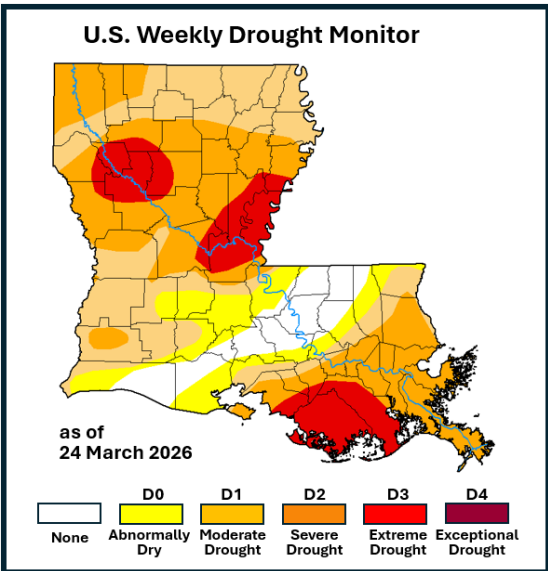 U.S. Weekly Drought Monitor
as of
24 March 2026
None
D0
Abnormally
Dry
D1
Moderate
Drought
D2
Severe
Drought
D3
Extreme
Drought
D4
Exceptional
Drought